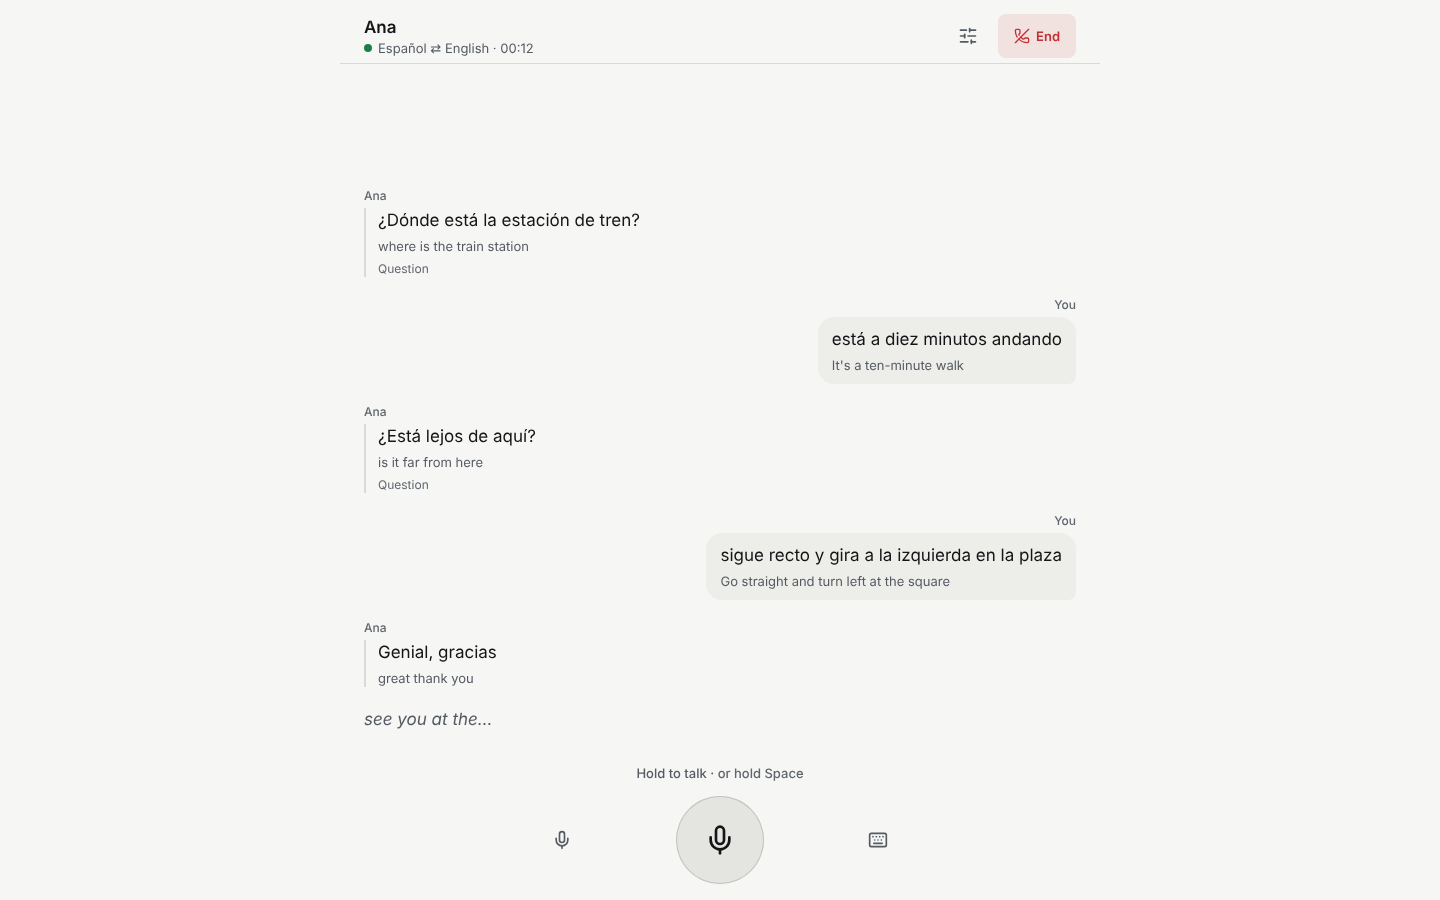 Ana
Español ⇄ English · 00:12
End
Ana
¿Dónde está la estación de tren?
where is the train station
Question
You
está a diez minutos andando
It's a ten-minute walk
Ana
¿Está lejos de aquí?
is it far from here
Question
You
sigue recto y gira a la izquierda en la plaza
Go straight and turn left at the square
Ana
Genial, gracias
great thank you
see you at the...
Hold to talk · or hold Space